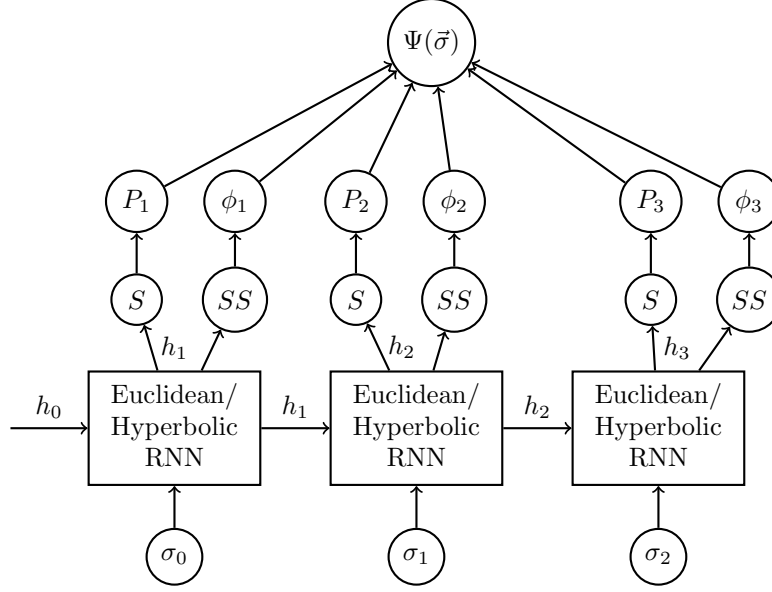 Ψ(σ⃗)
P₁ ϕ₁ P₂ ϕ₂ P₃ ϕ₃
S SS S SS S SS
h₁ h₂ h₃
h₀ Euclidean/ h₁ Euclidean/ h₂ Euclidean/
Hyperbolic Hyperbolic Hyperbolic
RNN RNN RNN
σ₀ σ₁ σ₂